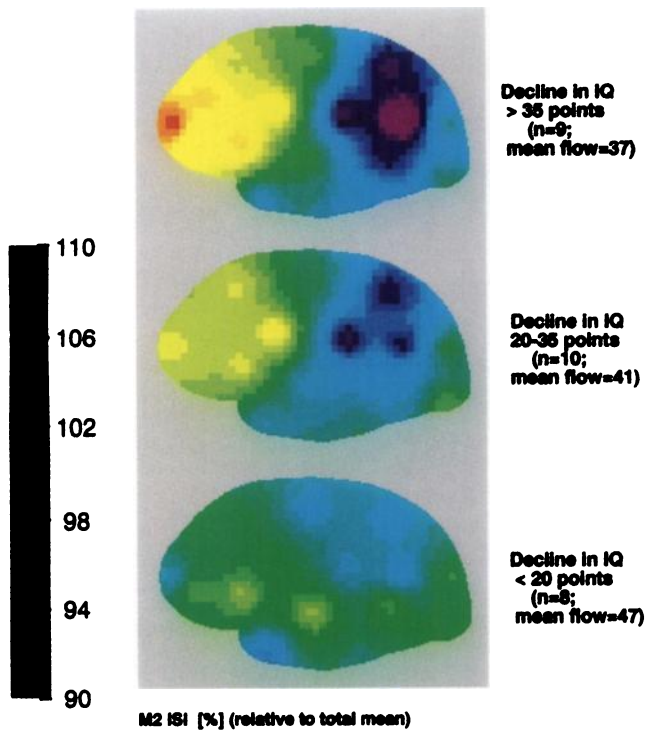 Decline in IQ
> 35 points
(n=9;
mean flow=37)
110
106
102
98
94
90
Decline in IQ
20-35 points
(n=10;
mean flow=41)
Decline in IQ
< 20 points
(n=8;
mean flow=47)
M2 ISI [%] (relative to total mean)